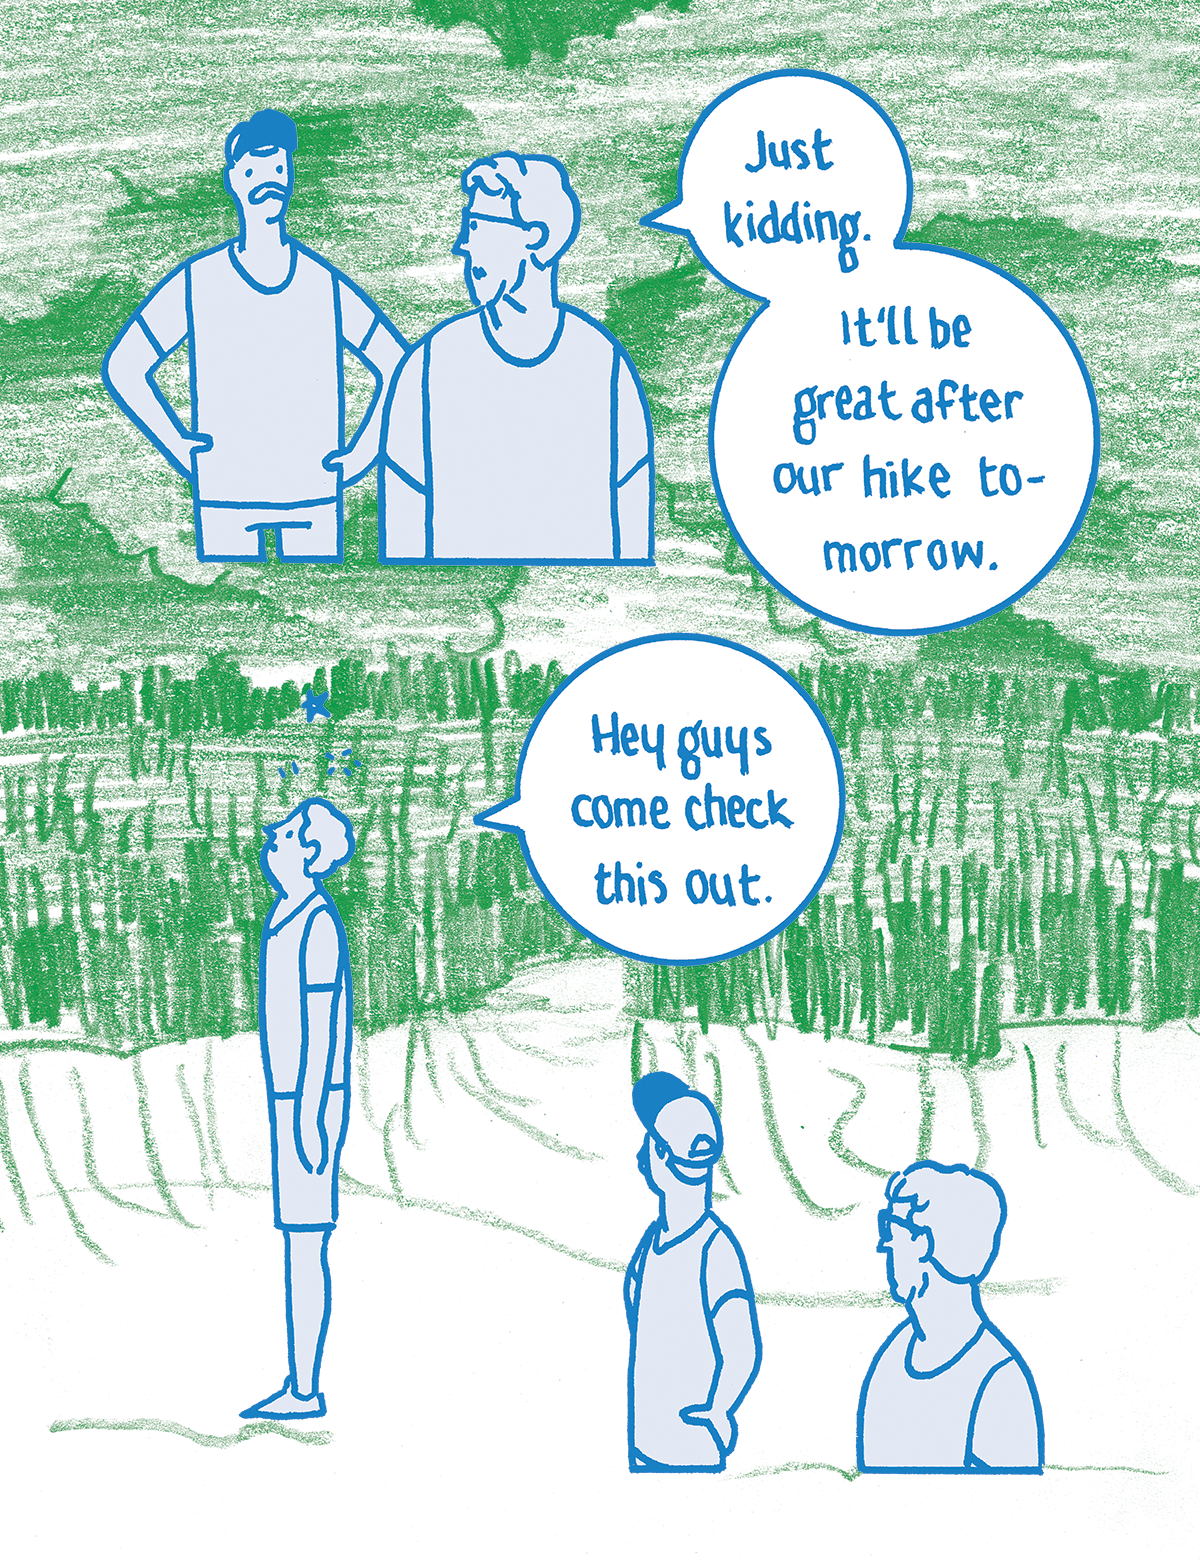 Just
kidding.
It'll be
great after
our hike to-
morrow.
Hey guys
come check
this out.